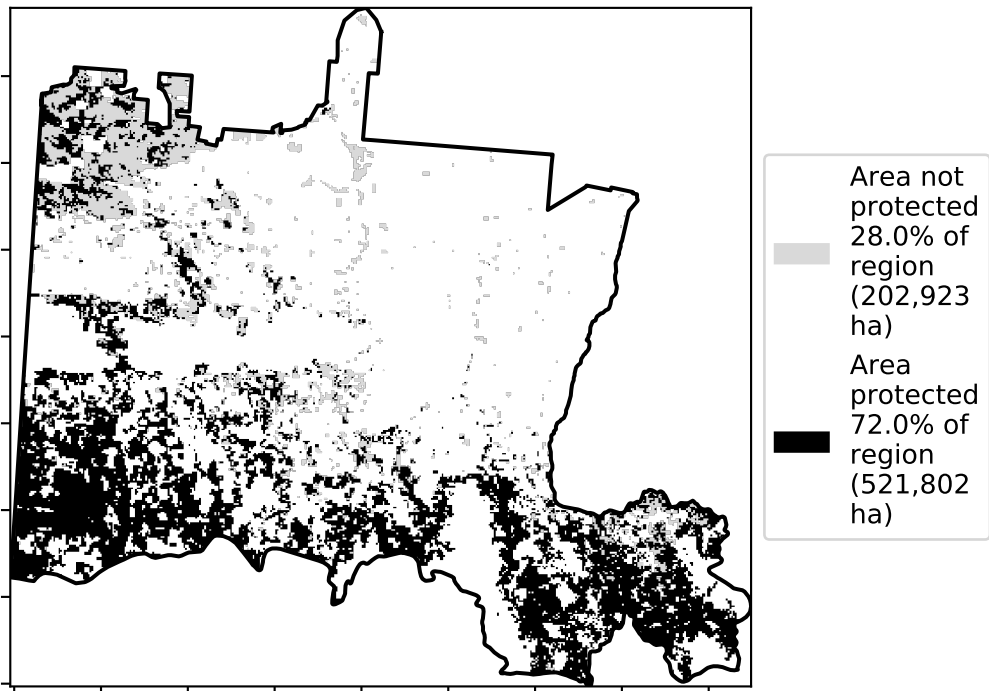 Area not
protected
28.0% of
region
(202,923
ha)
Area
protected
72.0% of
region
(521,802
ha)